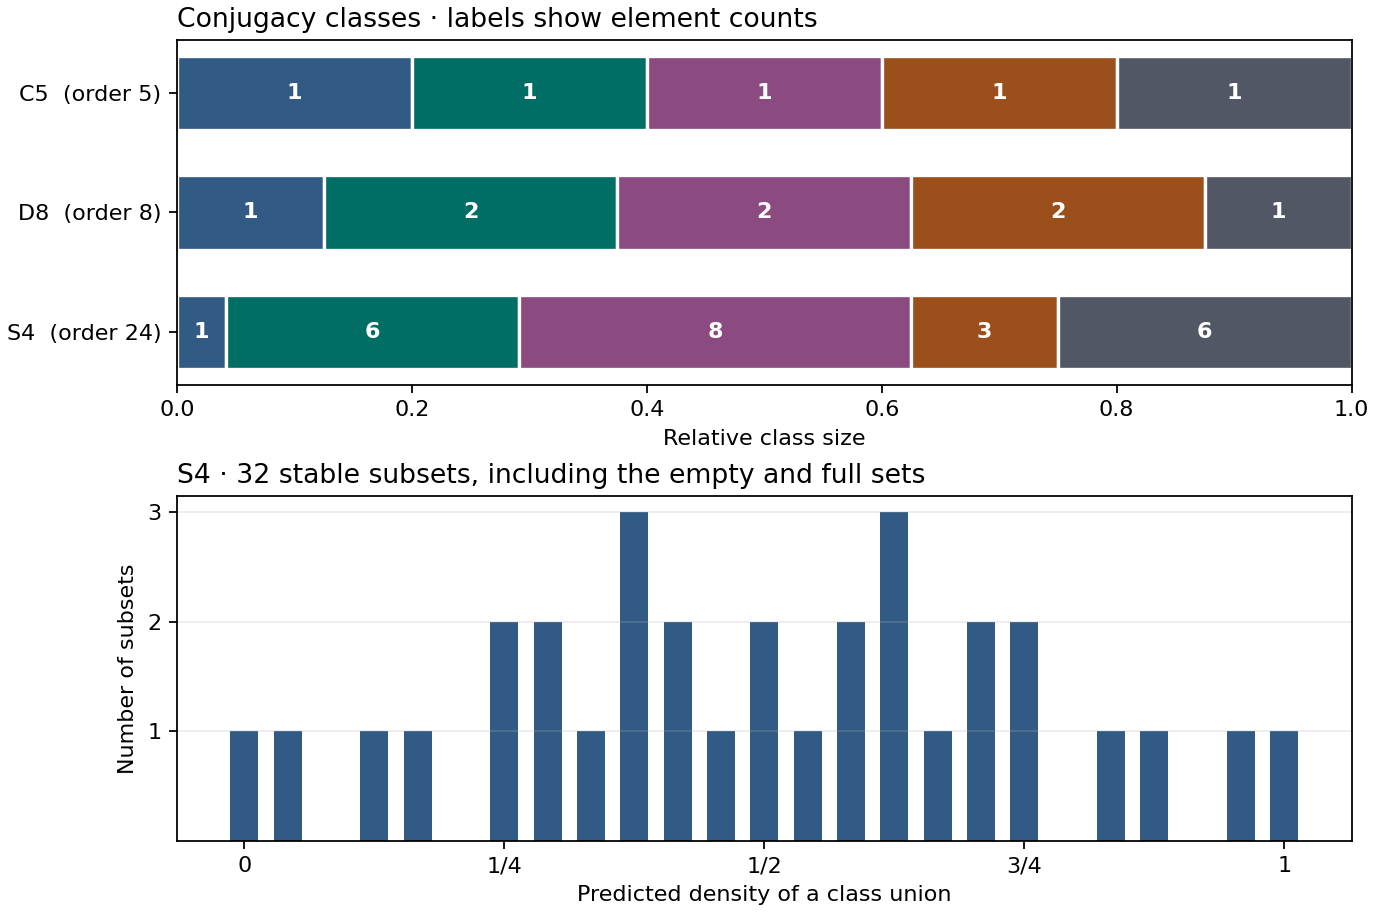 Conjugacy classes · labels show element counts
C5 (order 5) 1 1 1 1 1
D8 (order 8) 1 2 2 2 1
S4 (order 24) 1 6 8 3 6
0.0 0.2 0.4 0.6 0.8 1.0
Relative class size
S4 · 32 stable subsets, including the empty and full sets
Number of subsets
3
2
1
0 1/4 1/2 3/4 1
Predicted density of a class union